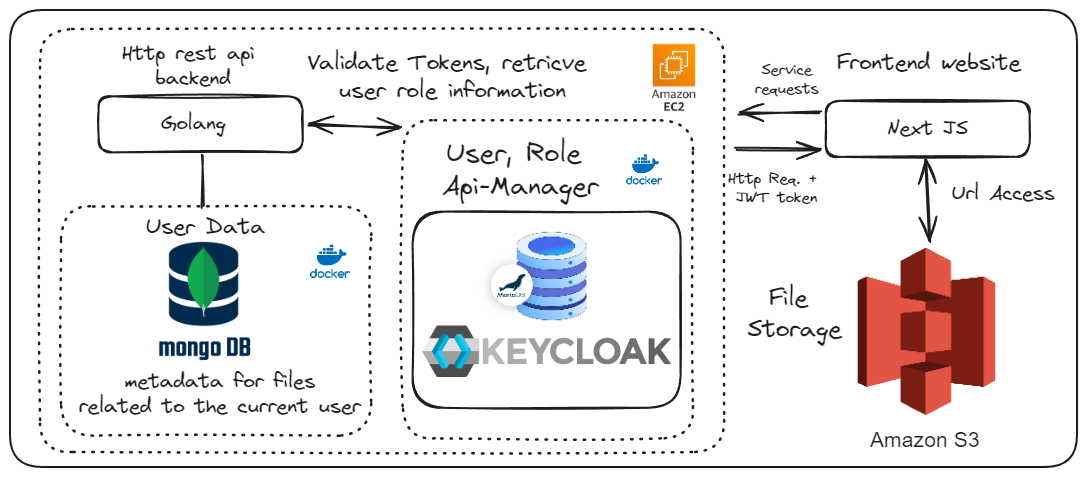 Http rest api
backend
Golang
Validate Tokens, retricve
user role information
Amazon
EC2
User, Role
Api-Manager
docker
MariaDB
KEYCLOAK
User Data
docker
mongo DB
metadata for files
related to the current user
Service
requests
Http Req. +
JWT token
Frontend website
Next JS
Url Access
File
Storage
Amazon S3